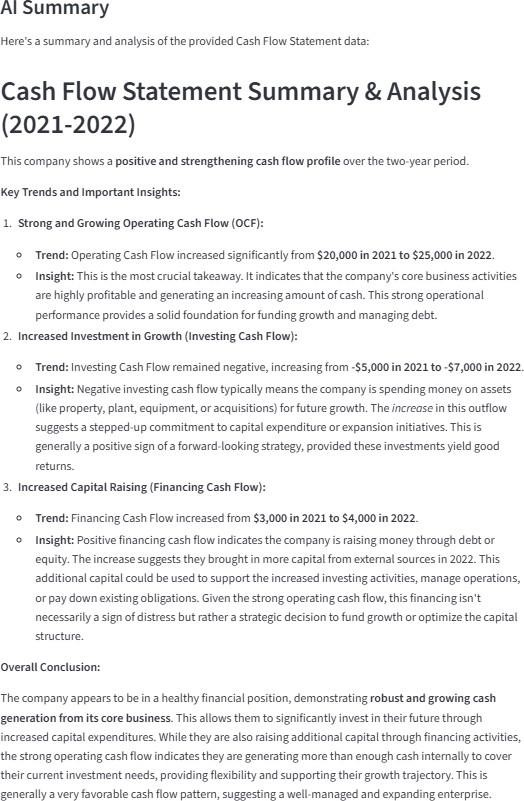 AI Summary
Here's a summary and analysis of the provided Cash Flow Statement data:
Cash Flow Statement Summary & Analysis
(2021-2022)
This company shows a positive and strengthening cash flow profile over the two-year period.
Key Trends and Important Insights:
1. Strong and Growing Operating Cash Flow (OCF):
◦ Trend: Operating Cash Flow increased significantly from $20,000 in 2021 to $25,000 in 2022.
◦ Insight: This is the most crucial takeaway. It indicates that the company's core business activities
are highly profitable and generating an increasing amount of cash. This strong operational
performance provides a solid foundation for funding growth and managing debt.
2. Increased Investment in Growth (Investing Cash Flow):
◦ Trend: Investing Cash Flow remained negative, increasing from -$5,000 in 2021 to -$7,000 in 2022.
◦ Insight: Negative investing cash flow typically means the company is spending money on assets
(like property, plant, equipment, or acquisitions) for future growth. The increase in this outflow
suggests a stepped-up commitment to capital expenditure or expansion initiatives. This is
generally a positive sign of a forward-looking strategy, provided these investments yield good
returns.
3. Increased Capital Raising (Financing Cash Flow):
◦ Trend: Financing Cash Flow increased from $3,000 in 2021 to $4,000 in 2022.
◦ Insight: Positive financing cash flow indicates the company is raising money through debt or
equity. The increase suggests they brought in more capital from external sources in 2022. This
additional capital could be used to support the increased investing activities, manage operations,
or pay down existing obligations. Given the strong operating cash flow, this financing isn't
necessarily a sign of distress but rather a strategic decision to fund growth or optimize the capital
structure.
Overall Conclusion:
The company appears to be in a healthy financial position, demonstrating robust and growing cash
generation from its core business. This allows them to significantly invest in their future through
increased capital expenditures. While they are also raising additional capital through financing activities,
the strong operating cash flow indicates they are generating more than enough cash internally to cover
their current investment needs, providing flexibility and supporting their growth trajectory. This is
generally a very favorable cash flow pattern, suggesting a well-managed and expanding enterprise.